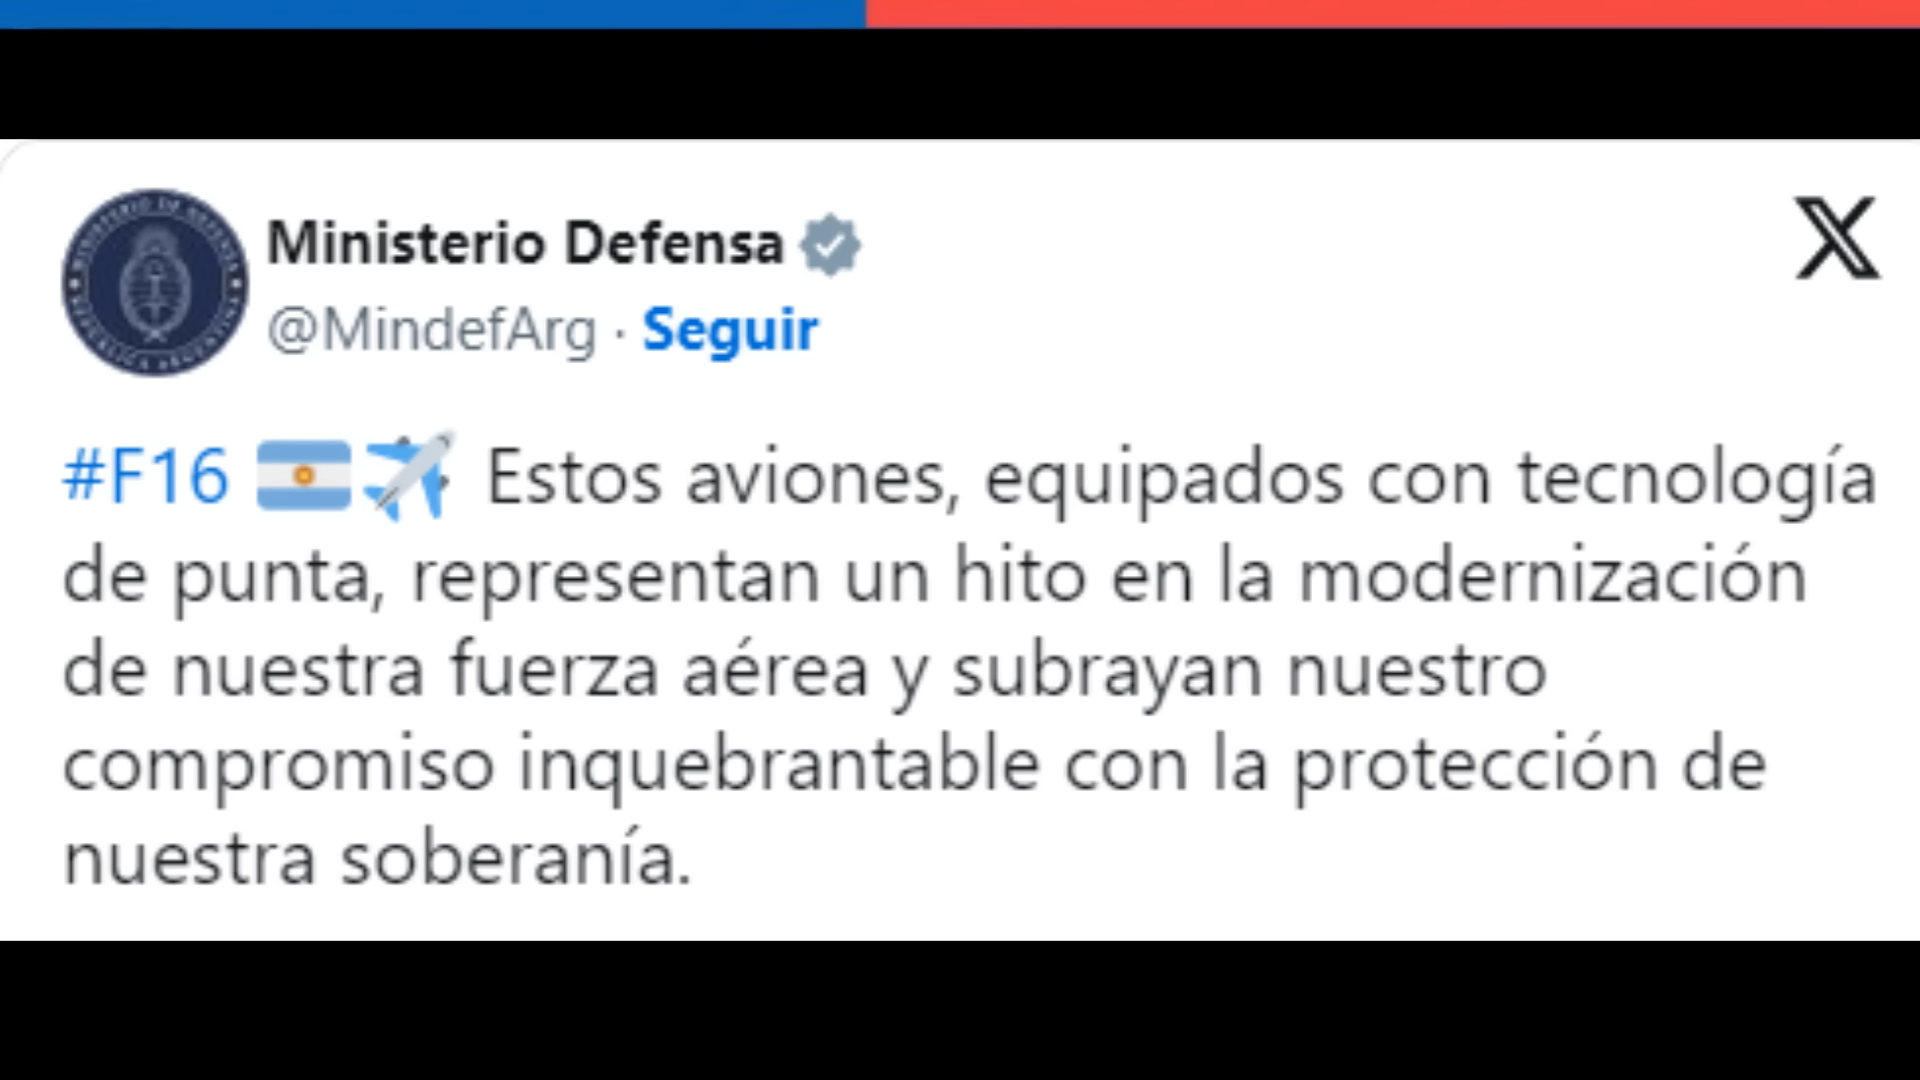 Ministerio Defensa
@MindefArg · Seguir
#F16 🇦🇷✈️ Estos aviones, equipados con tecnología
de punta, representan un hito en la modernización
de nuestra fuerza aérea y subrayan nuestro
compromiso inquebrantable con la protección de
nuestra soberanía.